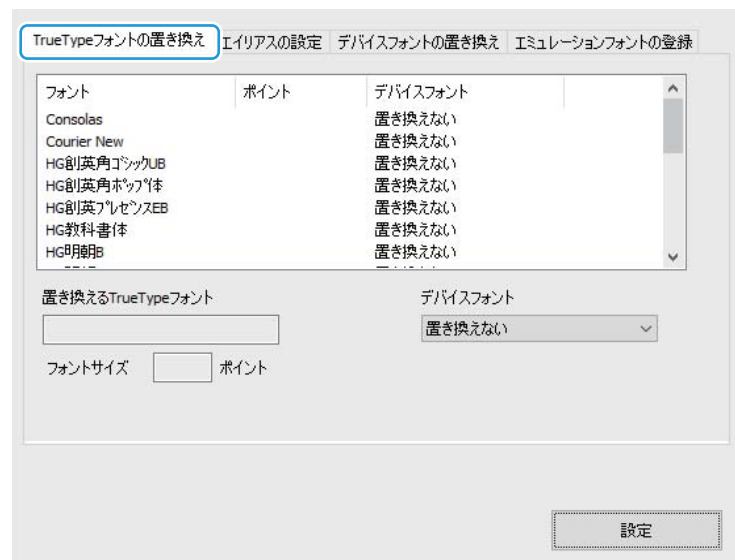 TrueTypeフォントの置き換え エイリアスの設定 デバイスフォントの置き換え エミュレーションフォントの登録
フォント ポイント デバイスフォント
Consolas 置き換えない
Courier New 置き換えない
HG創英角ｺﾞｼｯｸUB 置き換えない
HG創英角ﾎﾟｯﾌﾟ体 置き換えない
HG創英ﾌﾟﾚｾﾞﾝｽEB 置き換えない
HG教科書体 置き換えない
HG明朝B 置き換えない
置き換えるTrueTypeフォント デバイスフォント
置き換えない
フォントサイズ ポイント
設定